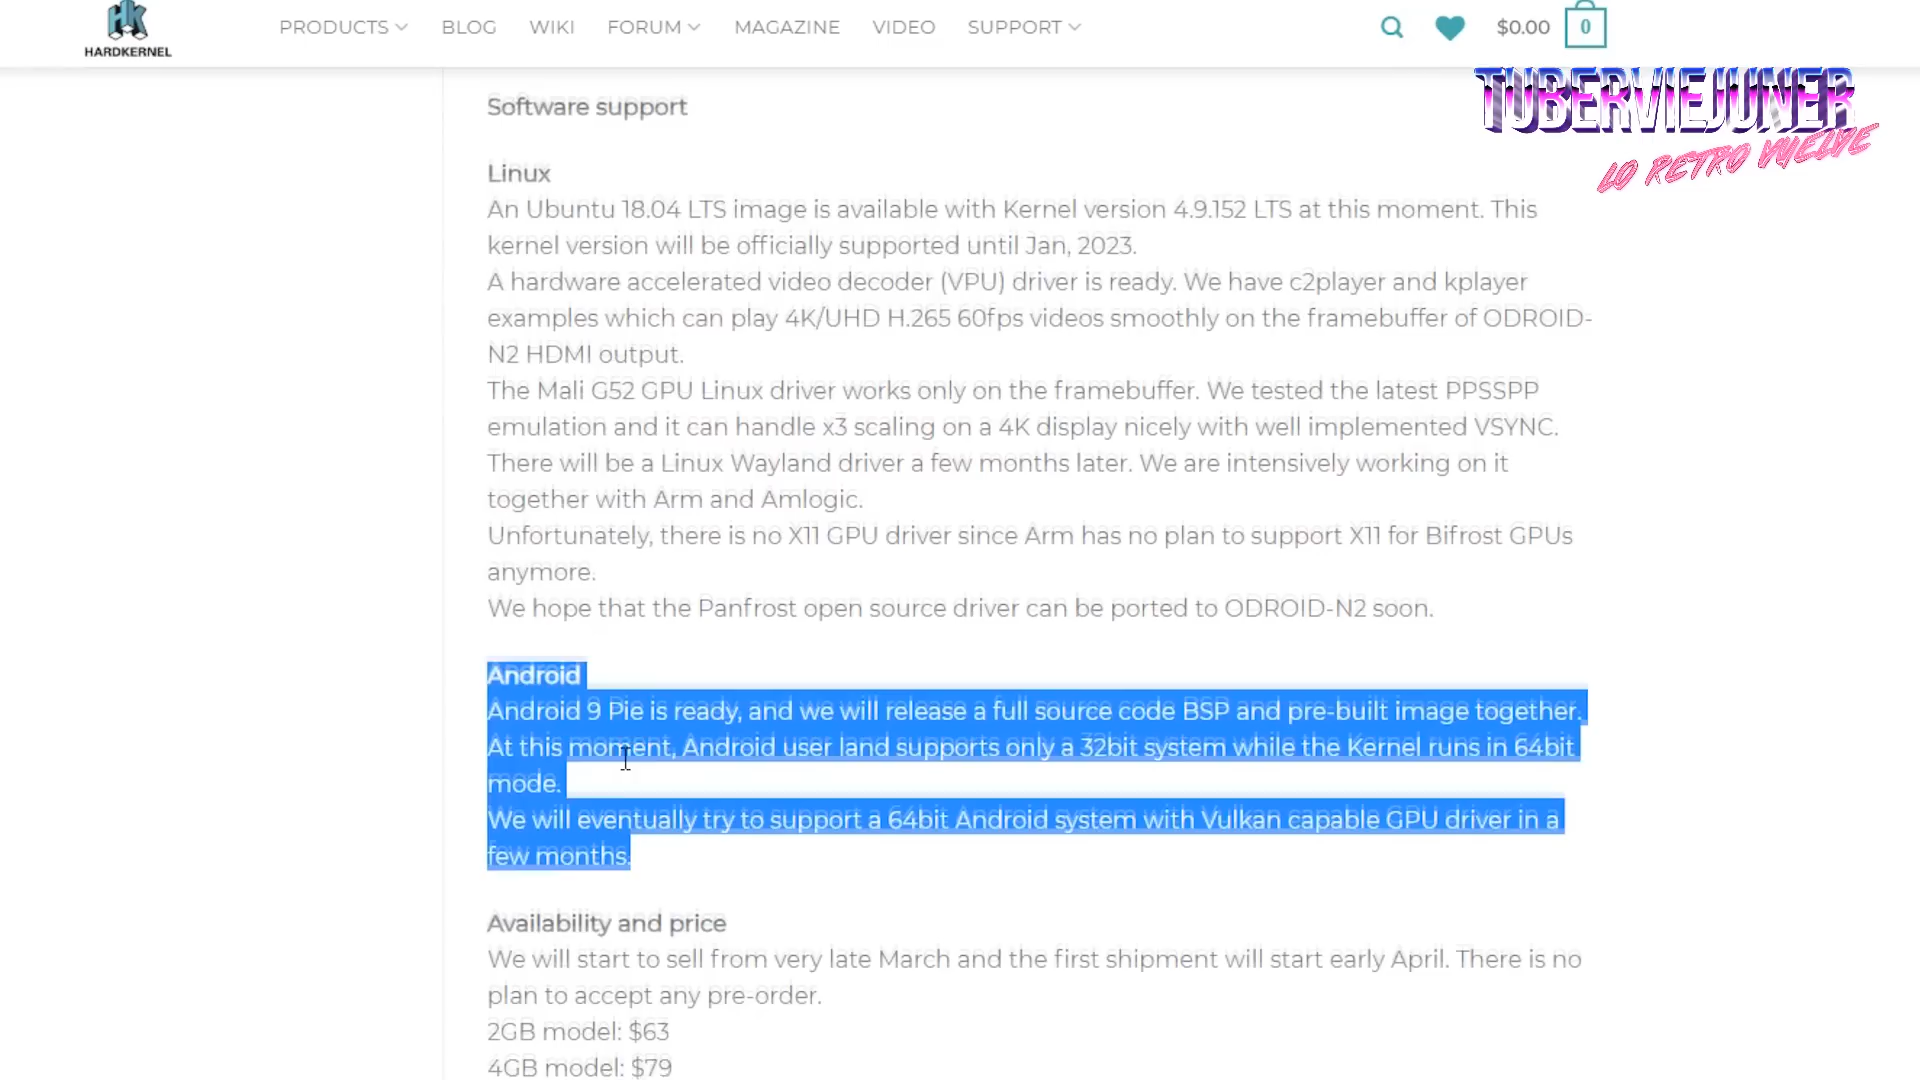 HARDKERNEL
PRODUCTS BLOG WIKI FORUM MAGAZINE VIDEO SUPPORT $0.00 0
TUBERVIEJUNER
LO RETRO VUELVE
Software support
Linux
An Ubuntu 18.04 LTS image is available with Kernel version 4.9.152 LTS at this moment. This
kernel version will be officially supported until Jan, 2023.
A hardware accelerated video decoder (VPU) driver is ready. We have c2player and kplayer
examples which can play 4K/UHD H.265 60fps videos smoothly on the framebuffer of ODROID-
N2 HDMI output.
The Mali G52 GPU Linux driver works only on the framebuffer. We tested the latest PPSSPP
emulation and it can handle x3 scaling on a 4K display nicely with well implemented VSYNC.
There will be a Linux Wayland driver a few months later. We are intensively working on it
together with Arm and Amlogic.
Unfortunately, there is no X11 GPU driver since Arm has no plan to support X11 for Bifrost GPUs
anymore.
We hope that the Panfrost open source driver can be ported to ODROID-N2 soon.
Android
Android 9 Pie is ready, and we will release a full source code BSP and pre-built image together.
At this moment, Android user land supports only a 32bit system while the Kernel runs in 64bit
mode.
We will eventually try to support a 64bit Android system with Vulkan capable GPU driver in a
few months.
Availability and price
We will start to sell from very late March and the first shipment will start early April. There is no
plan to accept any pre-order.
2GB model: $63
4GB model: $79